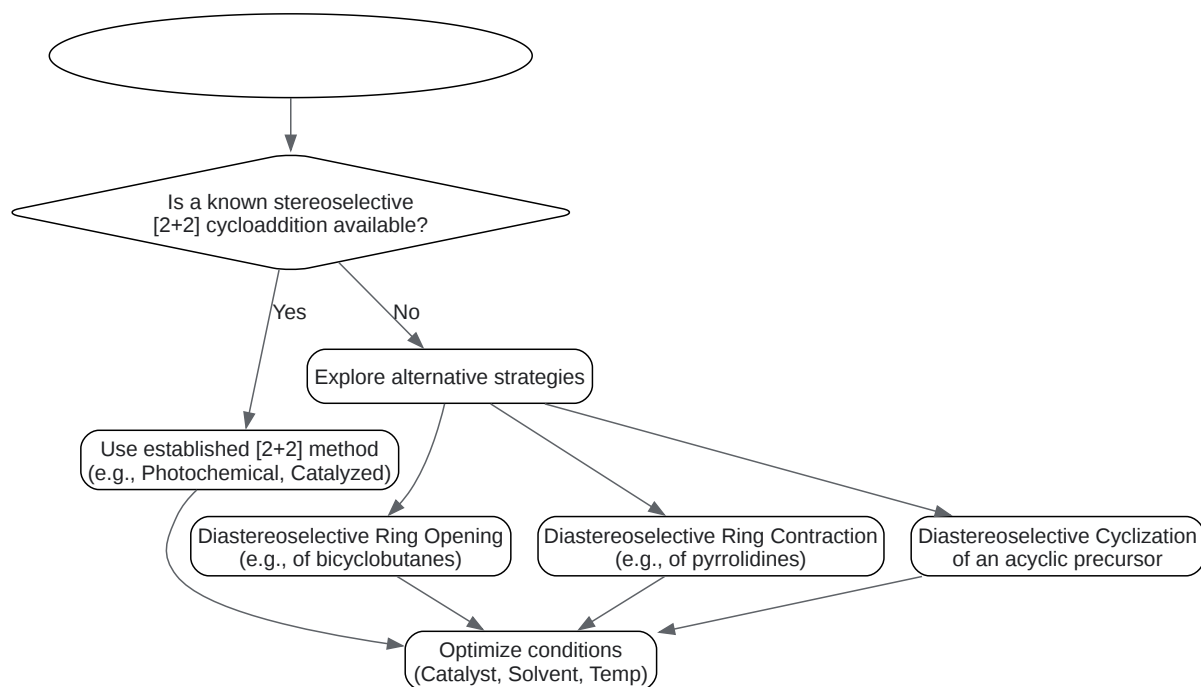 Is a known stereoselective
[2+2] cycloaddition available?
Yes
No
Explore alternative strategies
Use established [2+2] method
(e.g., Photochemical, Catalyzed)
Diastereoselective Ring Opening
(e.g., of bicyclobutanes)
Diastereoselective Ring Contraction
(e.g., of pyrrolidines)
Diastereoselective Cyclization
of an acyclic precursor
Optimize conditions
(Catalyst, Solvent, Temp)